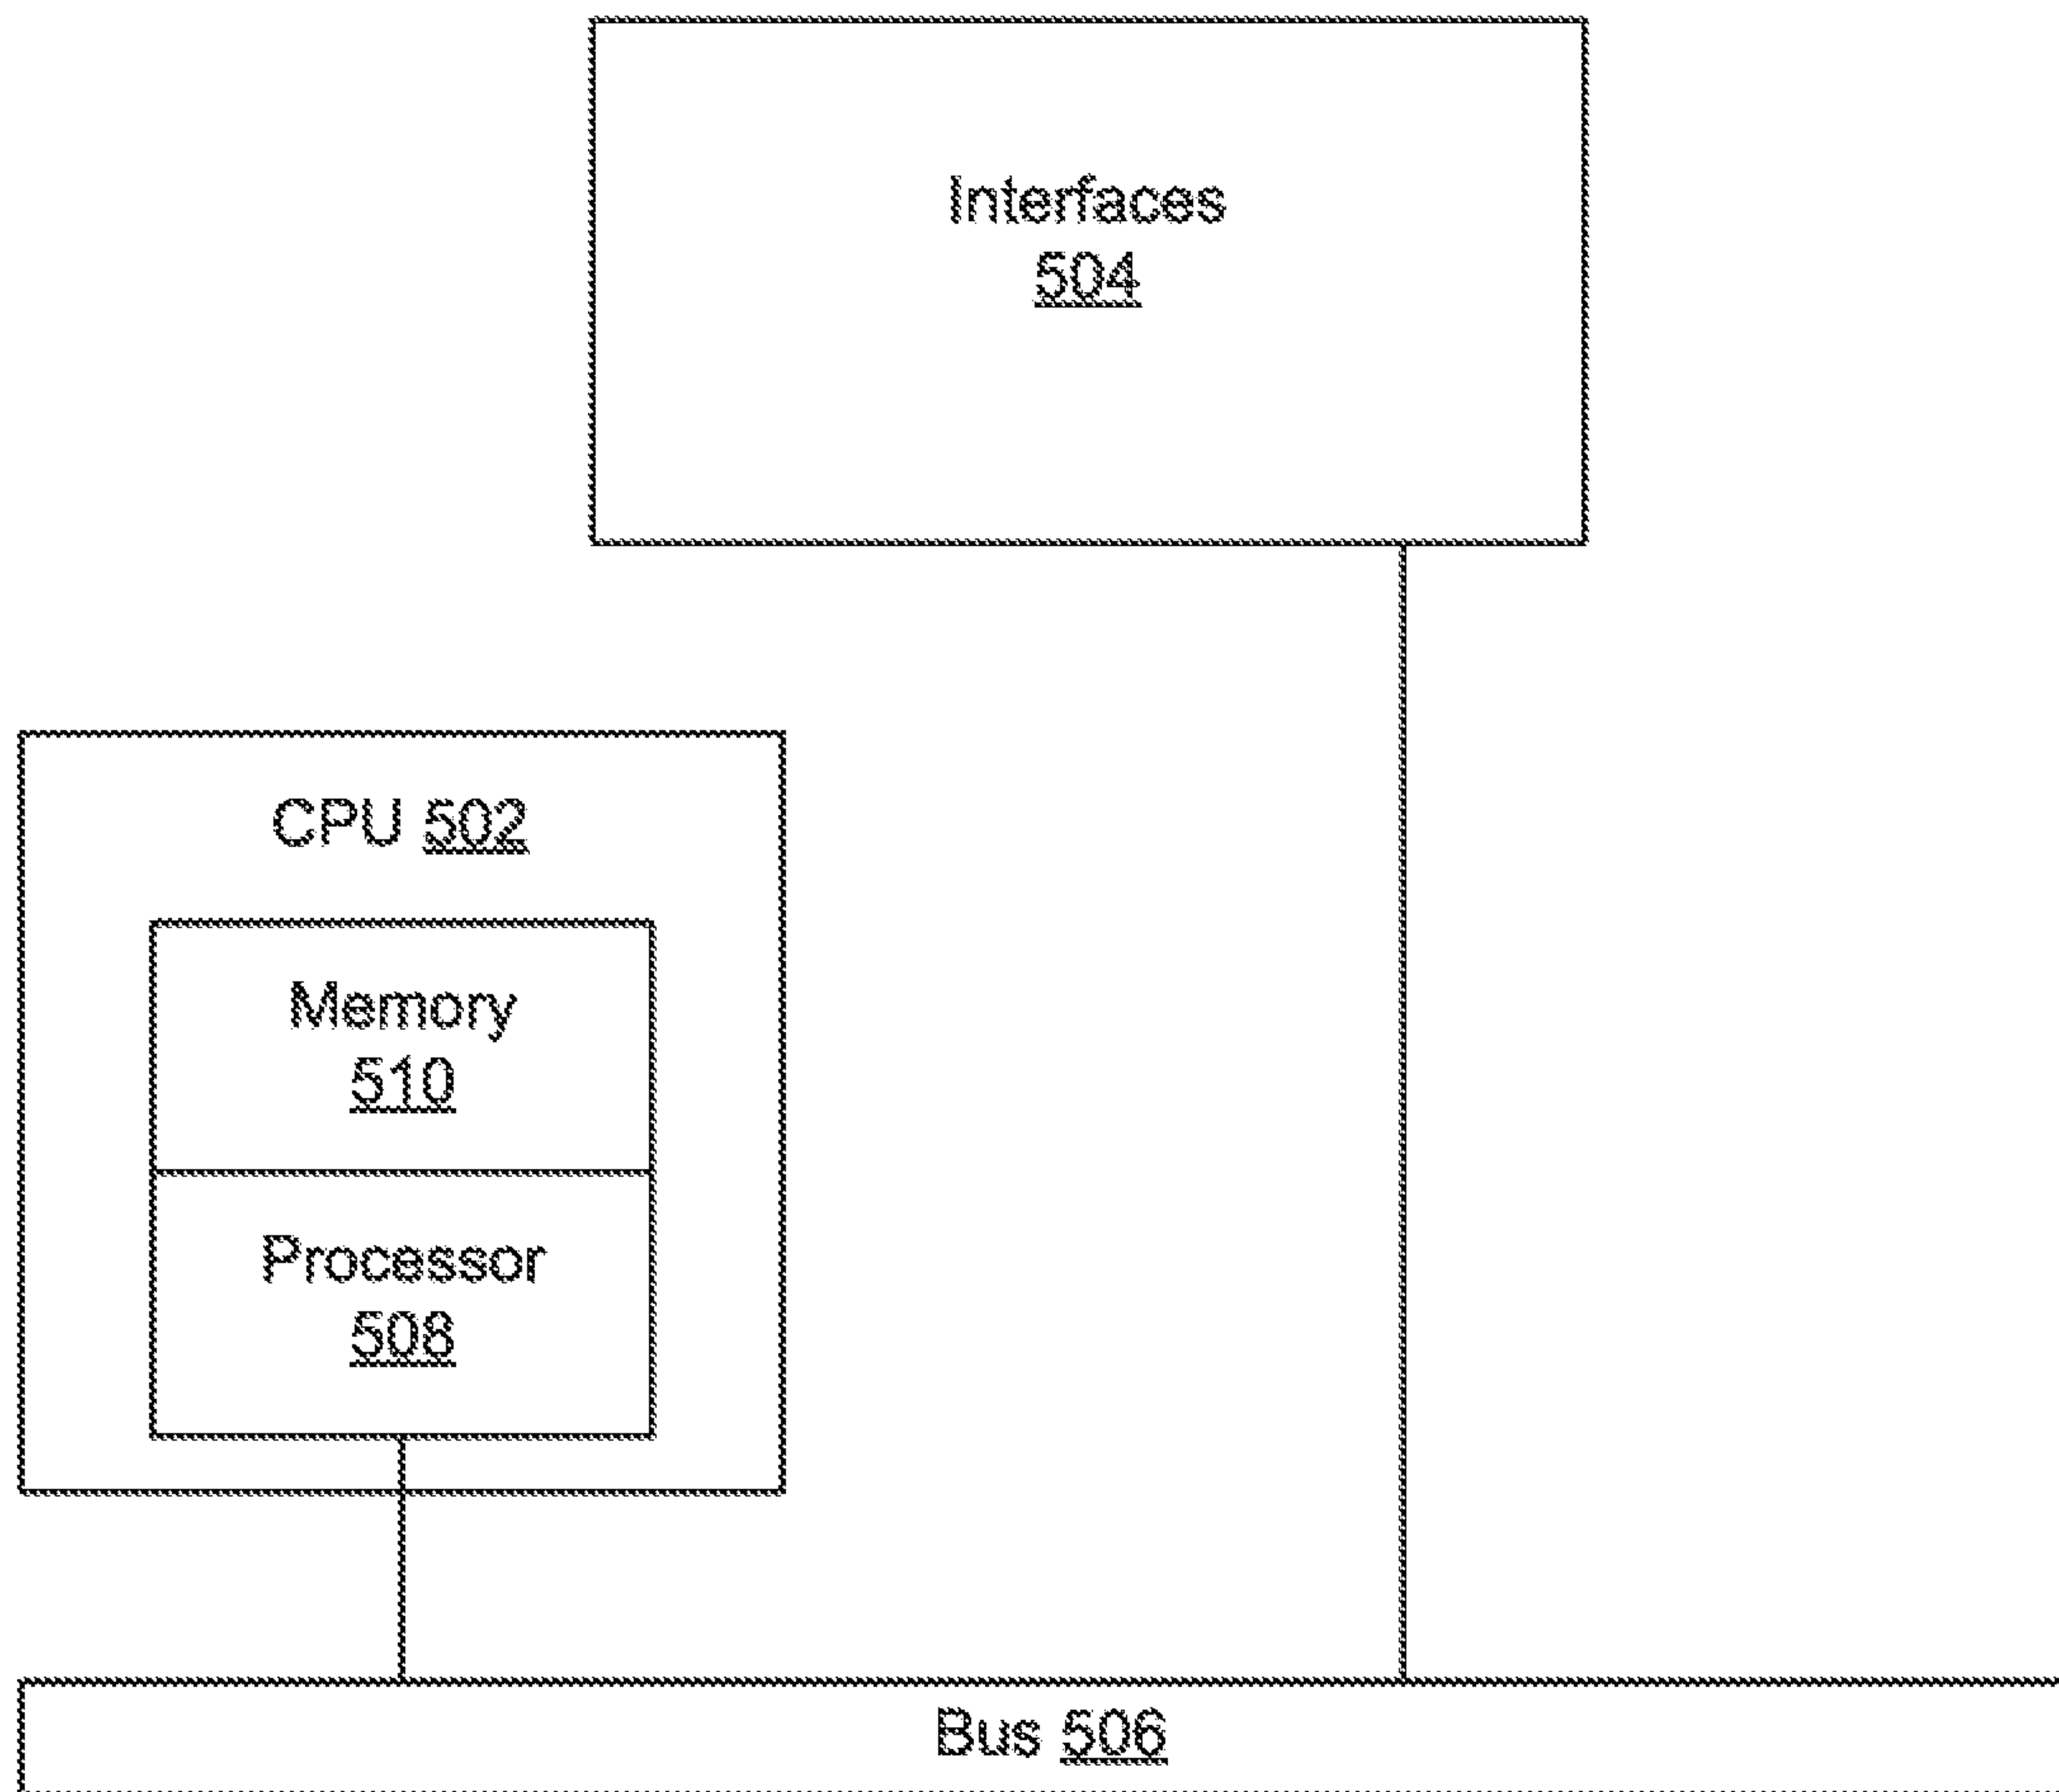 Interfaces
504
CPU 502
Memory
510
Processor
508
Bus 506